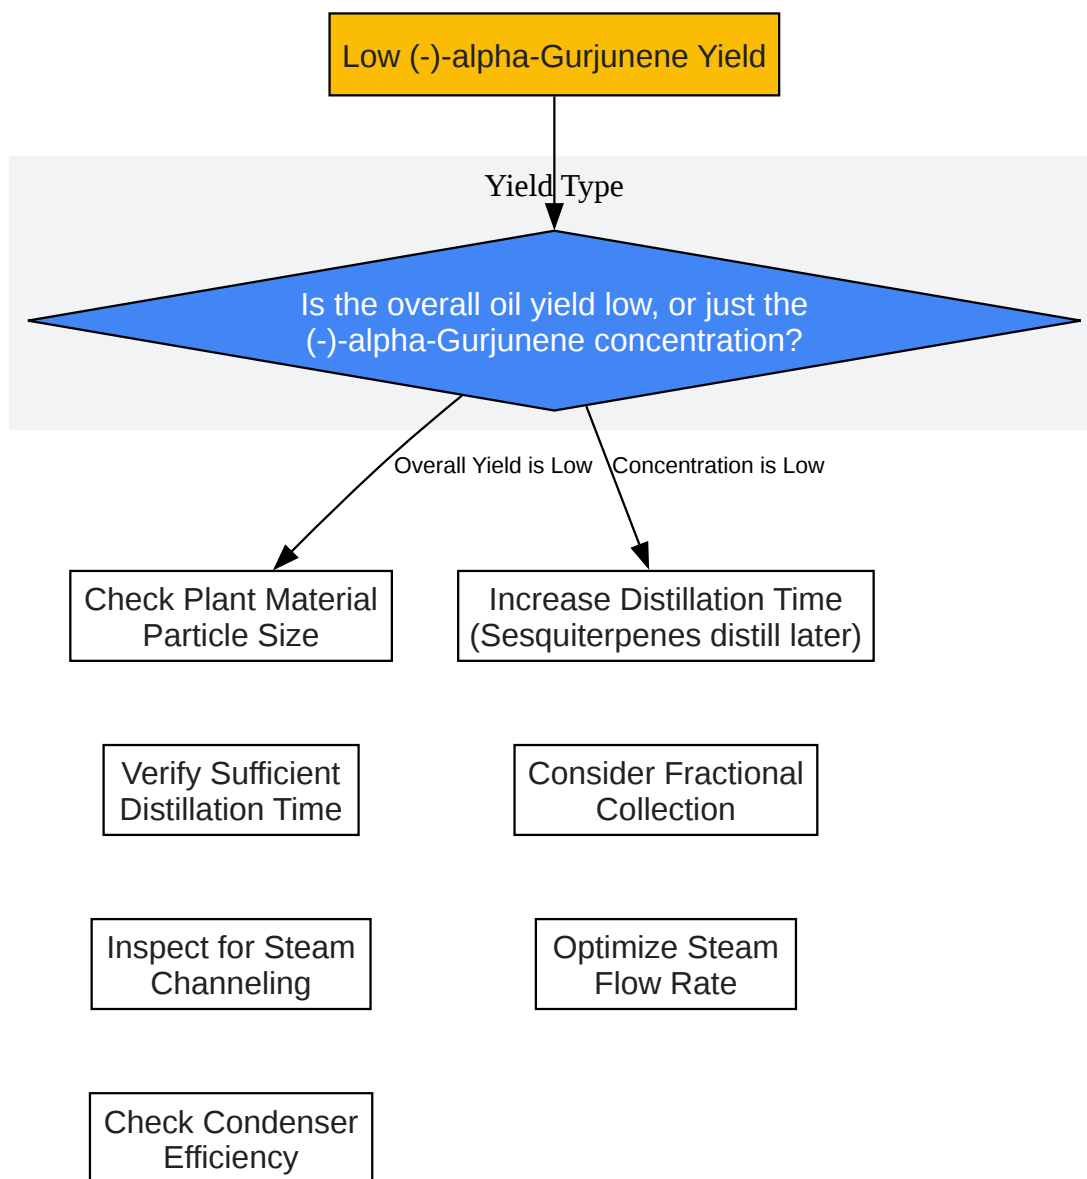 Low (-)-alpha-Gurjunene Yield
Yield Type
Is the overall oil yield low, or just the
(-)-alpha-Gurjunene concentration?
Overall Yield is Low
Concentration is Low
Check Plant Material
Particle Size
Increase Distillation Time
(Sesquiterpenes distill later)
Verify Sufficient
Distillation Time
Consider Fractional
Collection
Inspect for Steam
Channeling
Optimize Steam
Flow Rate
Check Condenser
Efficiency